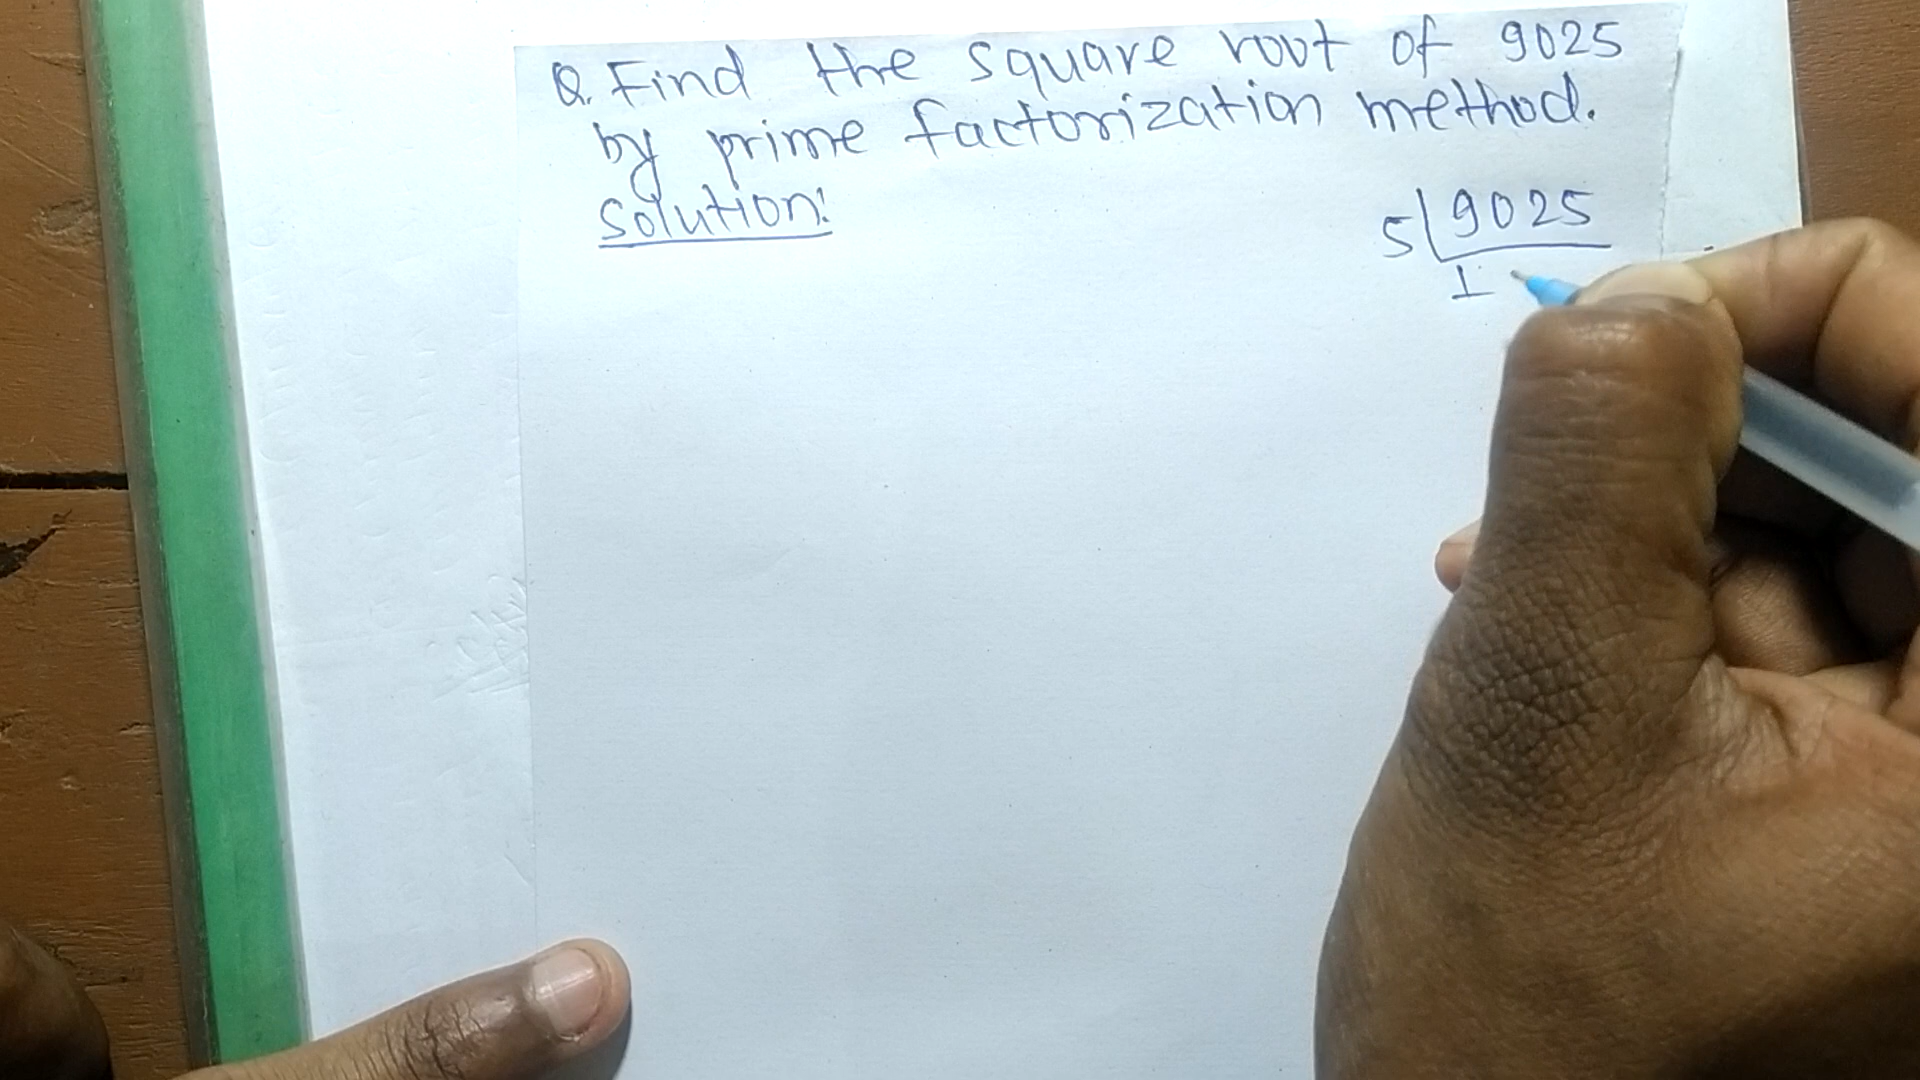 Q. Find the square root of 9025
by prime factorization method.
Solution:
5 | 9025
1